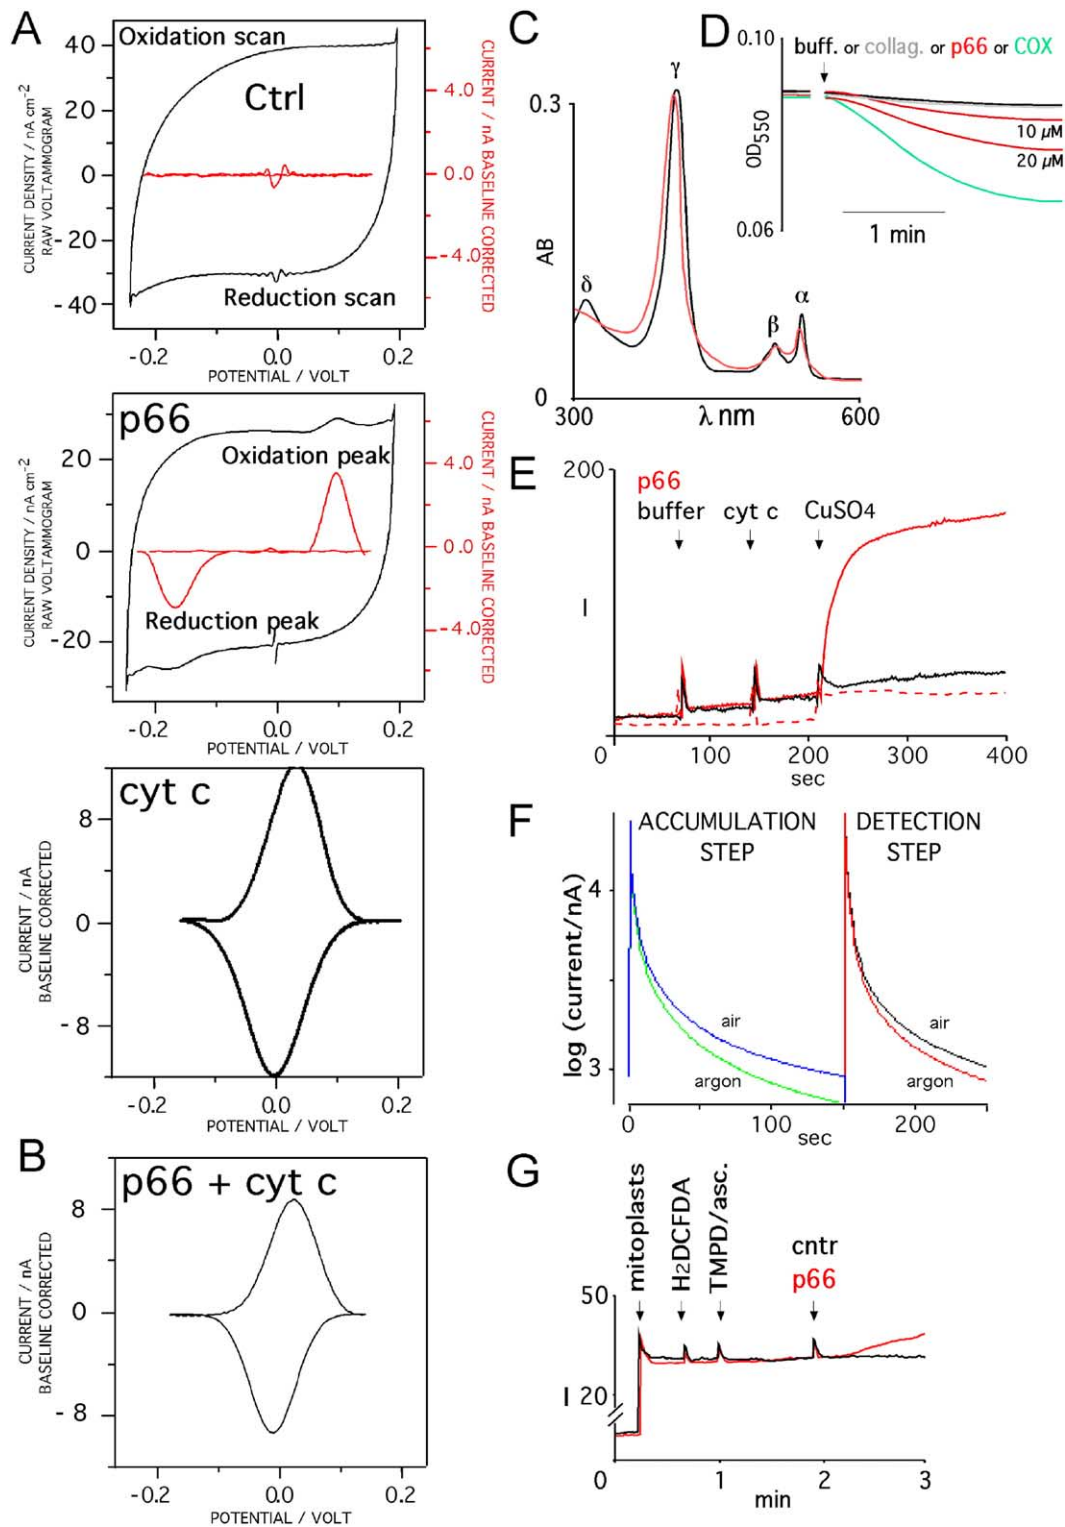 A
Oxidation scan
Ctrl
Reduction scan
40
20
0
- 20
- 40
CURRENT DENSITY / nA cm-2
RAW VOLTAMMOGRAM
4.0
0.0
-4.0
CURRENT / nA BASELINE CORRECTED
-0.2
0.0
0.2
POTENTIAL / VOLT
p66
Oxidation peak
Reduction peak
20
0
-20
CURRENT DENSITY / nA cm-2
RAW VOLTAMMOGRAM
4.0
0.0
-4.0
CURRENT / nA BASELINE CORRECTED
-0.2
0.0
0.2
POTENTIAL / VOLT
cyt c
8
0
- 8
CURRENT / nA
BASELINE CORRECTED
-0.2
0.0
0.2
POTENTIAL / VOLT
B
p66 + cyt c
8
0
- 8
CURRENT / nA
BASELINE CORRECTED
-0.2
0.0
0.2
POTENTIAL / VOLT
C
0.3
AB
0
δ
γ
β
α
300
λ nm
600
D
0.10
buff. or collag. or p66 or COX
OD550
10 µM
20 µM
0.06
1 min
E
200
p66
buffer
cyt c
CuSO4
I
0
100
200
300
400
sec
F
ACCUMULATION
STEP
DETECTION
STEP
log (current/nA)
4
3
air
argon
air
argon
0
100
200
sec
G
mitoplasts
H2DCFDA
TMPD/asc.
cntr
p66
50
I 20
0
1
2
3
min